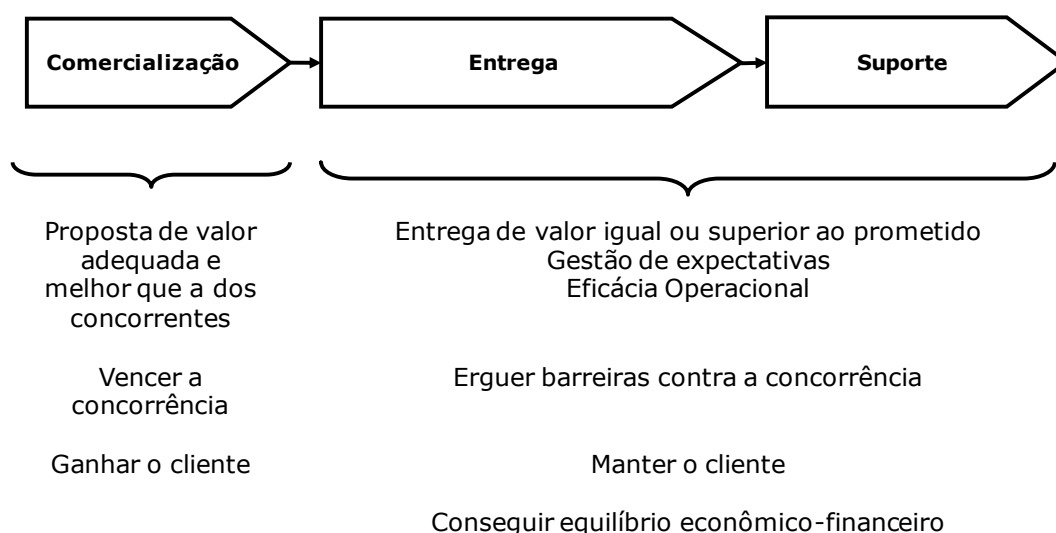 Comercialização
Entrega
Suporte
Proposta de valor
adequada e
melhor que a dos
concorrentes
Vencer a
concorrência
Ganhar o cliente
Entrega de valor igual ou superior ao prometido
Gestão de expectativas
Eficácia Operacional
Erguer barreiras contra a concorrência
Manter o cliente
Conseguir equilíbrio econômico-financeiro